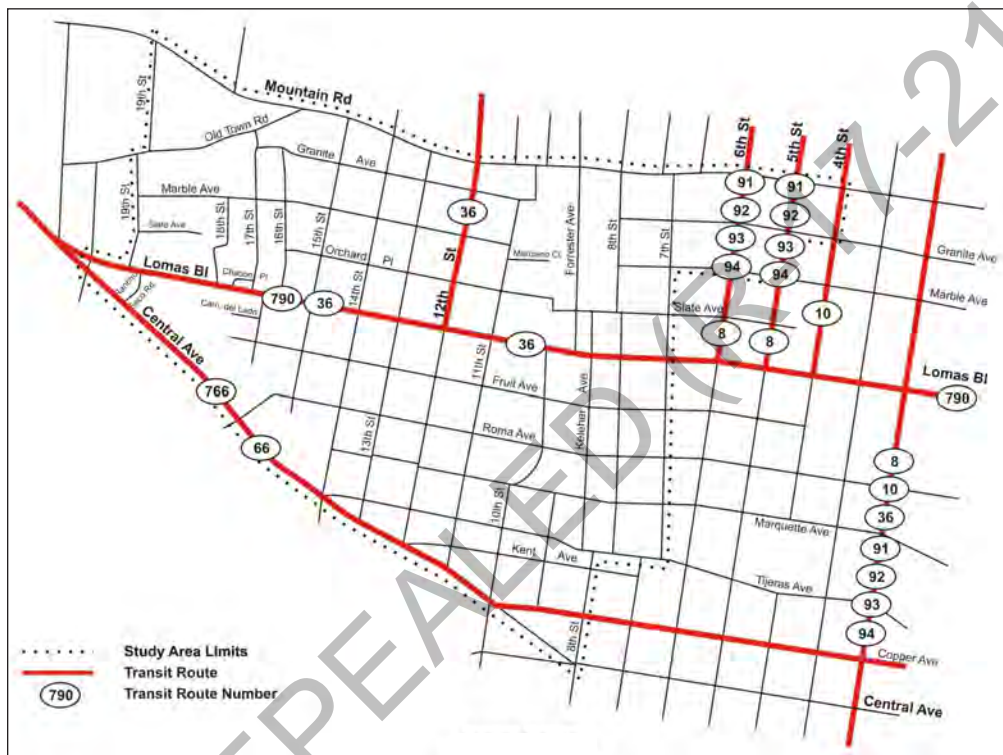 Mountain Rd
19th St
Old Town Rd
Granite Ave
6th St
5th St
4th St
91
91
92
92
93
93
94
94
Marble Ave
19th St
Slate Ave
18th St
17th St
16th St
15th St
Orchard Pl
14th St
36
12th St
Manzano Ct.
Forrester Ave
8th St
7th St
Granite Ave
Marble Ave
Slate Ave
10
8
8
Lomas Bl
Chacon Pl
790
36
Cam. del Lado
36
Lomas Bl
790
Central Ave
766
66
11th St
Fruit Ave
Keleher Ave
Roma Ave
13th St
10th St
Kent Ave
8
10
36
Marquette Ave
91
92
Tijeras Ave
93
94
8th St
Copper Ave
Central Ave
Study Area Limits
Transit Route
790
Transit Route Number
EPEALED (R-17-21